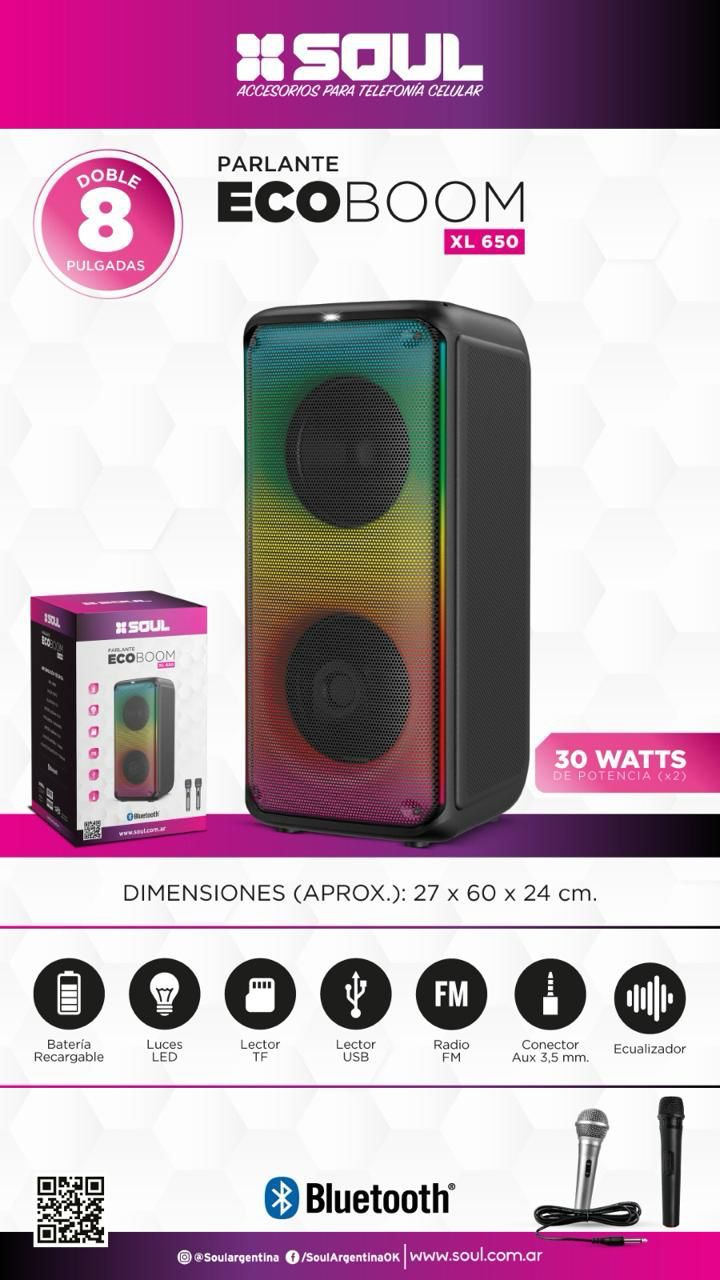 SOUL
ACCESORIOS PARA TELEFONÍA CELULAR
DOBLE
8
PULGADAS
PARLANTE
ECOBOOM
XL 650
SOUL
SOUL
PARLANTE
ECOBOOM
XL 650
Bluetooth
www.soul.com.ar
30 WATTS
DE POTENCIA (x2)
DIMENSIONES (APROX.): 27 x 60 x 24 cm.
FM
Batería
Recargable
Luces
LED
Lector
TF
Lector
USB
Radio
FM
Conector
Aux 3,5 mm.
Ecualizador
Bluetooth®
@Soulargentina
/SoulArgentinaOK
www.soul.com.ar